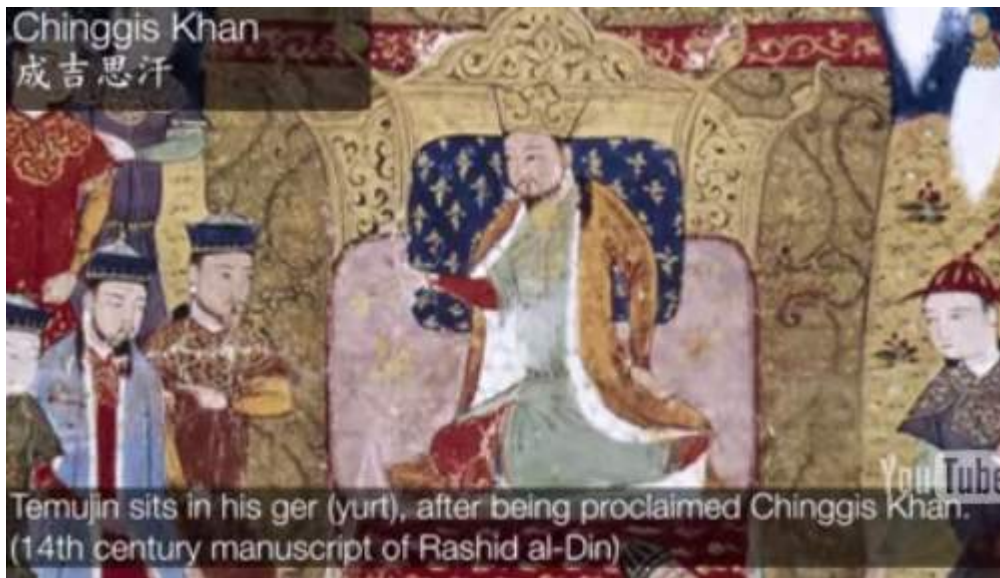 Chinggis Khan
成吉思汗
Temujin sits in his ger (yurt), after being proclaimed Chinggis Khan.
(14th century manuscript of Rashid al-Din)
YouTube